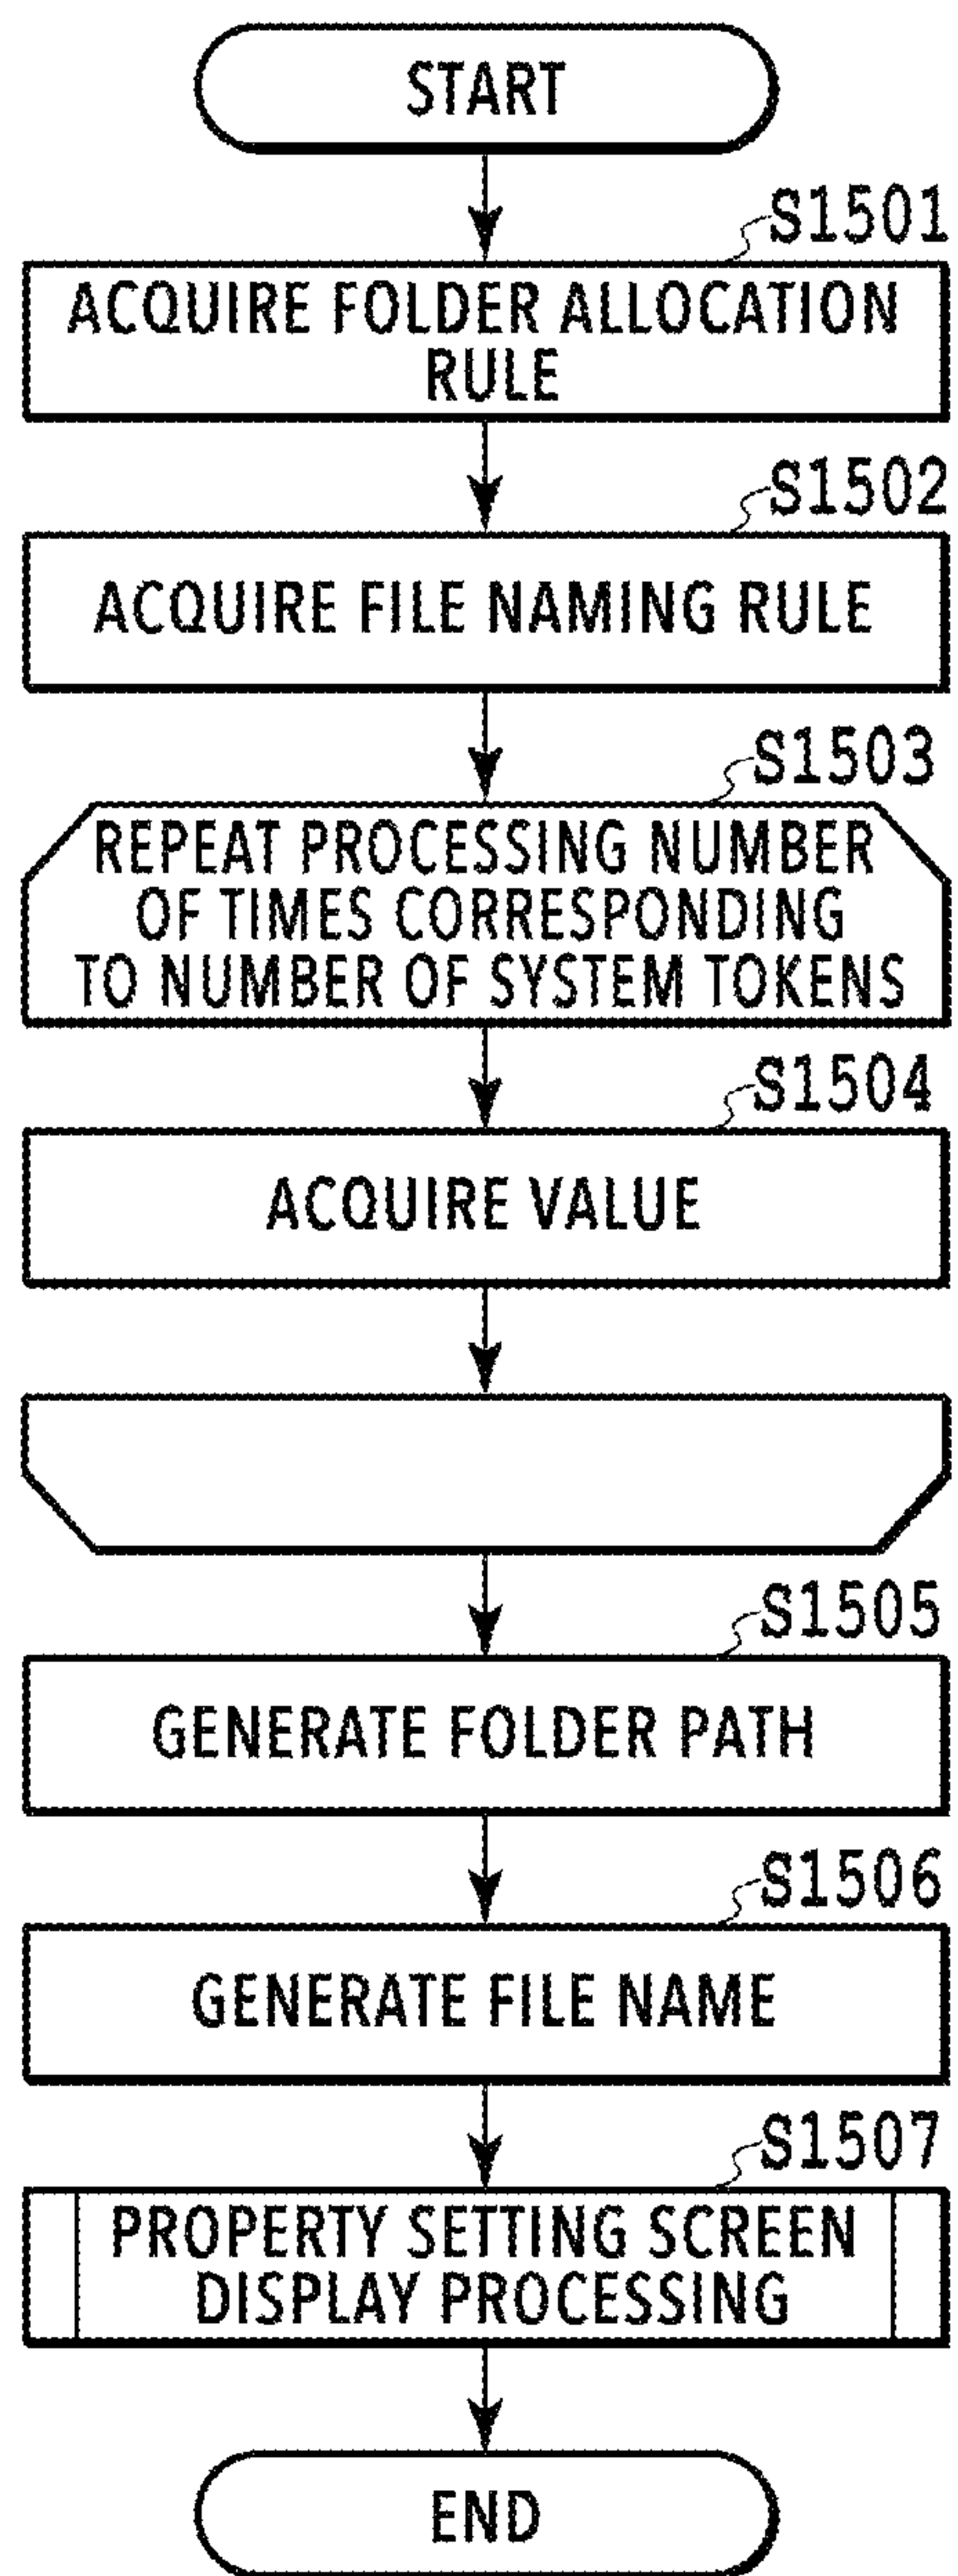 START
S1501
ACQUIRE FOLDER ALLOCATION
RULE
S1502
ACQUIRE FILE NAMING RULE
S1503
REPEAT PROCESSING NUMBER
OF TIMES CORRESPONDING
TO NUMBER OF SYSTEM TOKENS
S1504
ACQUIRE VALUE
S1505
GENERATE FOLDER PATH
S1506
GENERATE FILE NAME
S1507
PROPERTY SETTING SCREEN
DISPLAY PROCESSING
END